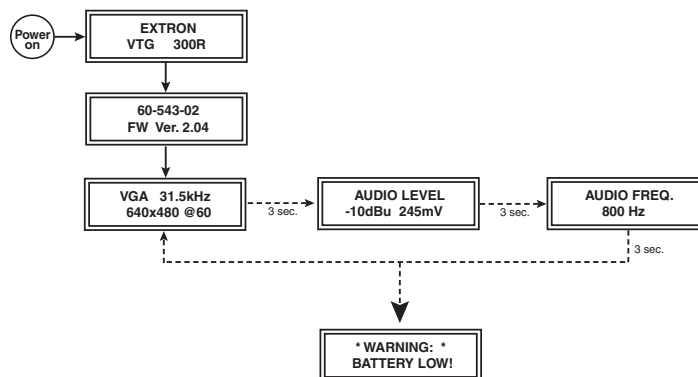 Power
on
EXTRON
VTG 300R
60-543-02
FW Ver. 2.04
VGA 31.5kHz
640x480 @60
3 sec.
AUDIO LEVEL
-10dBu 245mV
3 sec.
AUDIO FREQ.
800 Hz
3 sec.
* WARNING: *
BATTERY LOW!